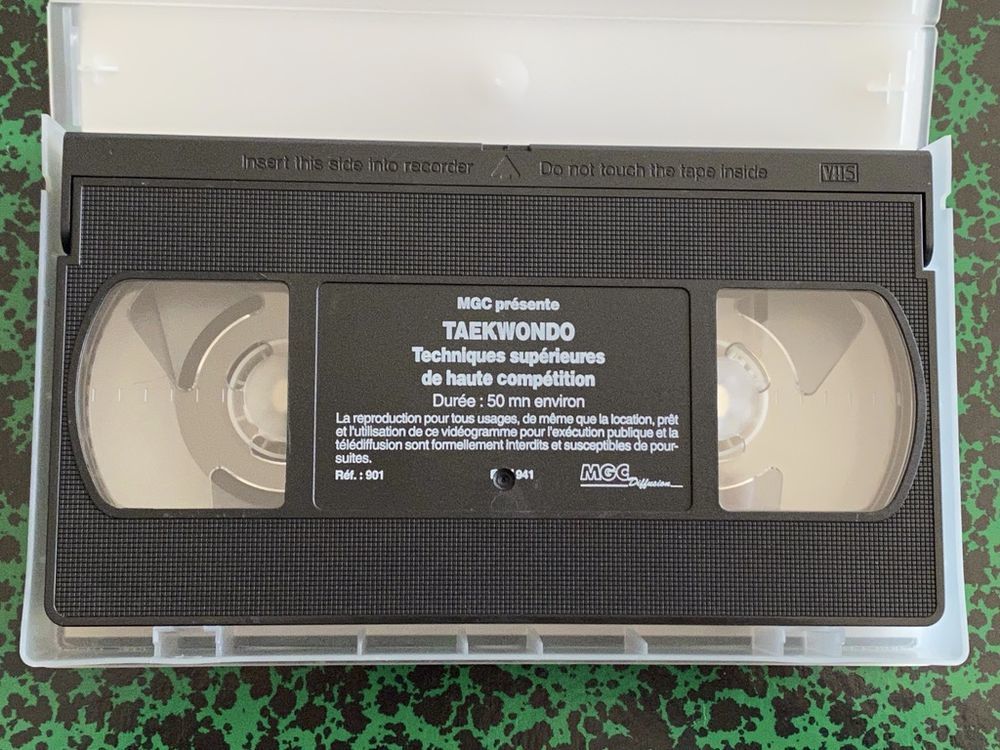 Insert this side into recorder Do not touch the tape inside VHS
MGC présente
TAEKWONDO
Techniques supérieures
de haute compétition
Durée : 50 mn environ
La reproduction pour tous usages, de même que la location, prêt
et l'utilisation de ce vidéogramme pour l'exécution publique et la
télédiffusion sont formellement interdits et susceptibles de pour-
suites.
Réf. : 901 941 MGC
Diffusion